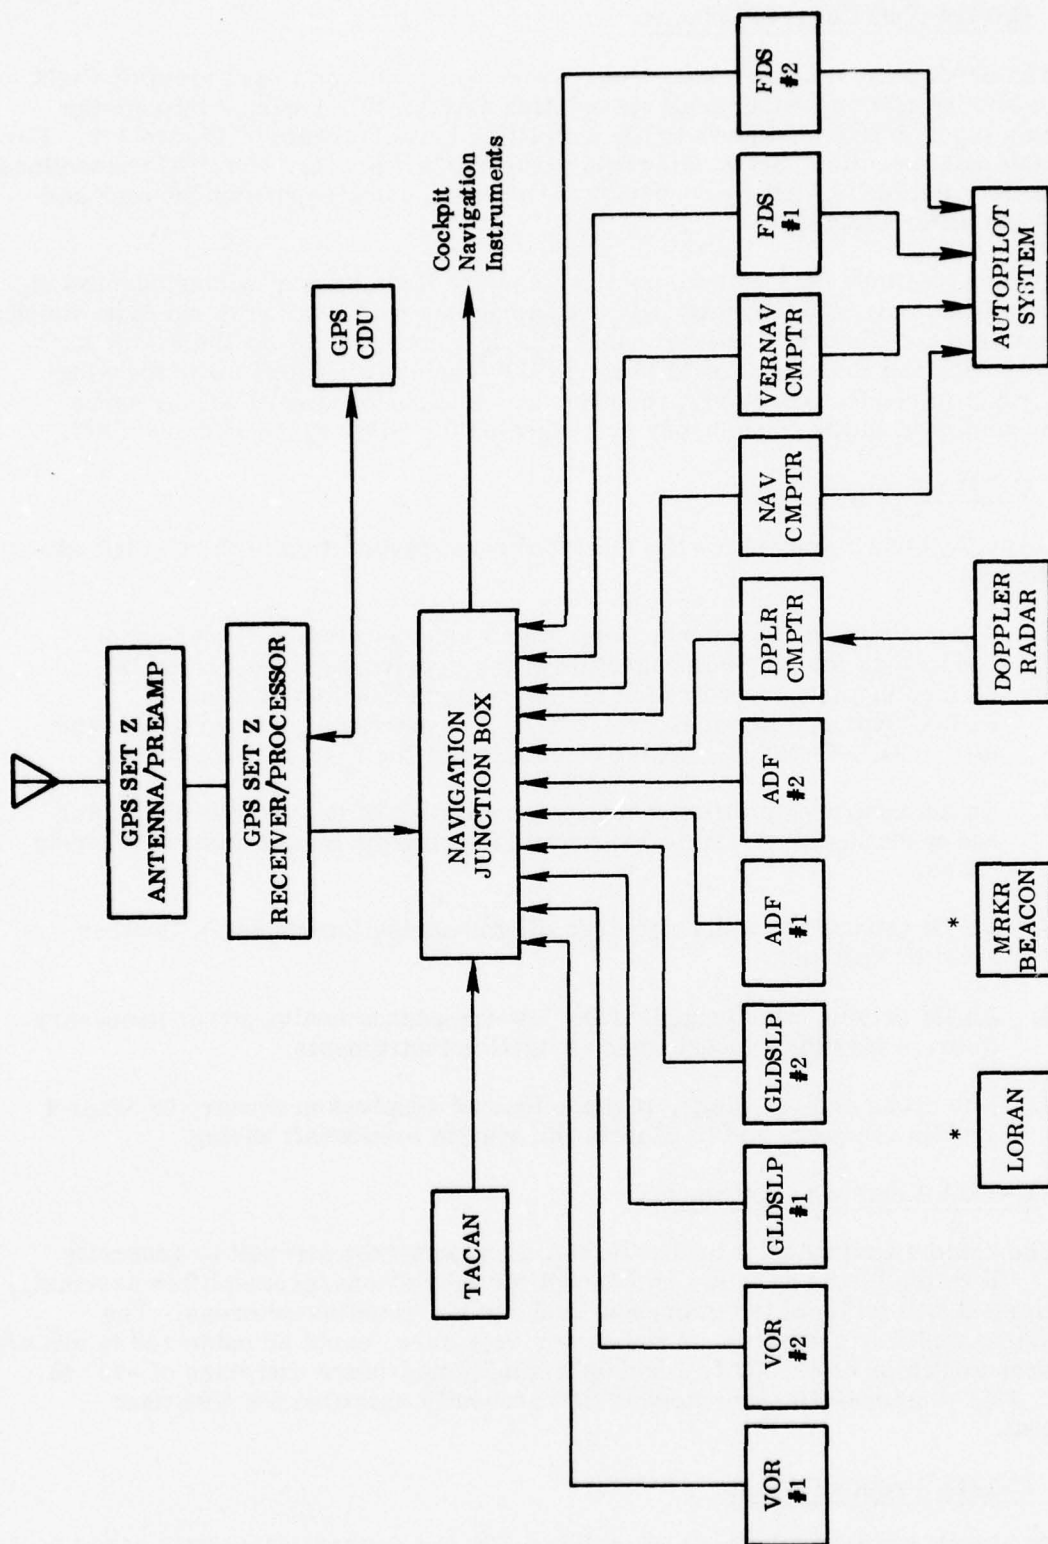 GPS SET Z
ANTENNA/PREAMP
GPS SET Z
RECEIVER/PROCESSOR
GPS
CDU
TACAN
NAVIGATION
JUNCTION BOX
Cockpit
Navigation
Instruments
VOR
#1
VOR
#2
GLDSLP
#1
GLDSLP
#2
ADF
#1
ADF
#2
DPLR
CMPTR
NAV
CMPTR
VERNAV
CMPTR
FDS
#1
FDS
#2
*
LORAN
*
MRKR
BEACON
DOPPLER
RADAR
AUTOPILOT
SYSTEM